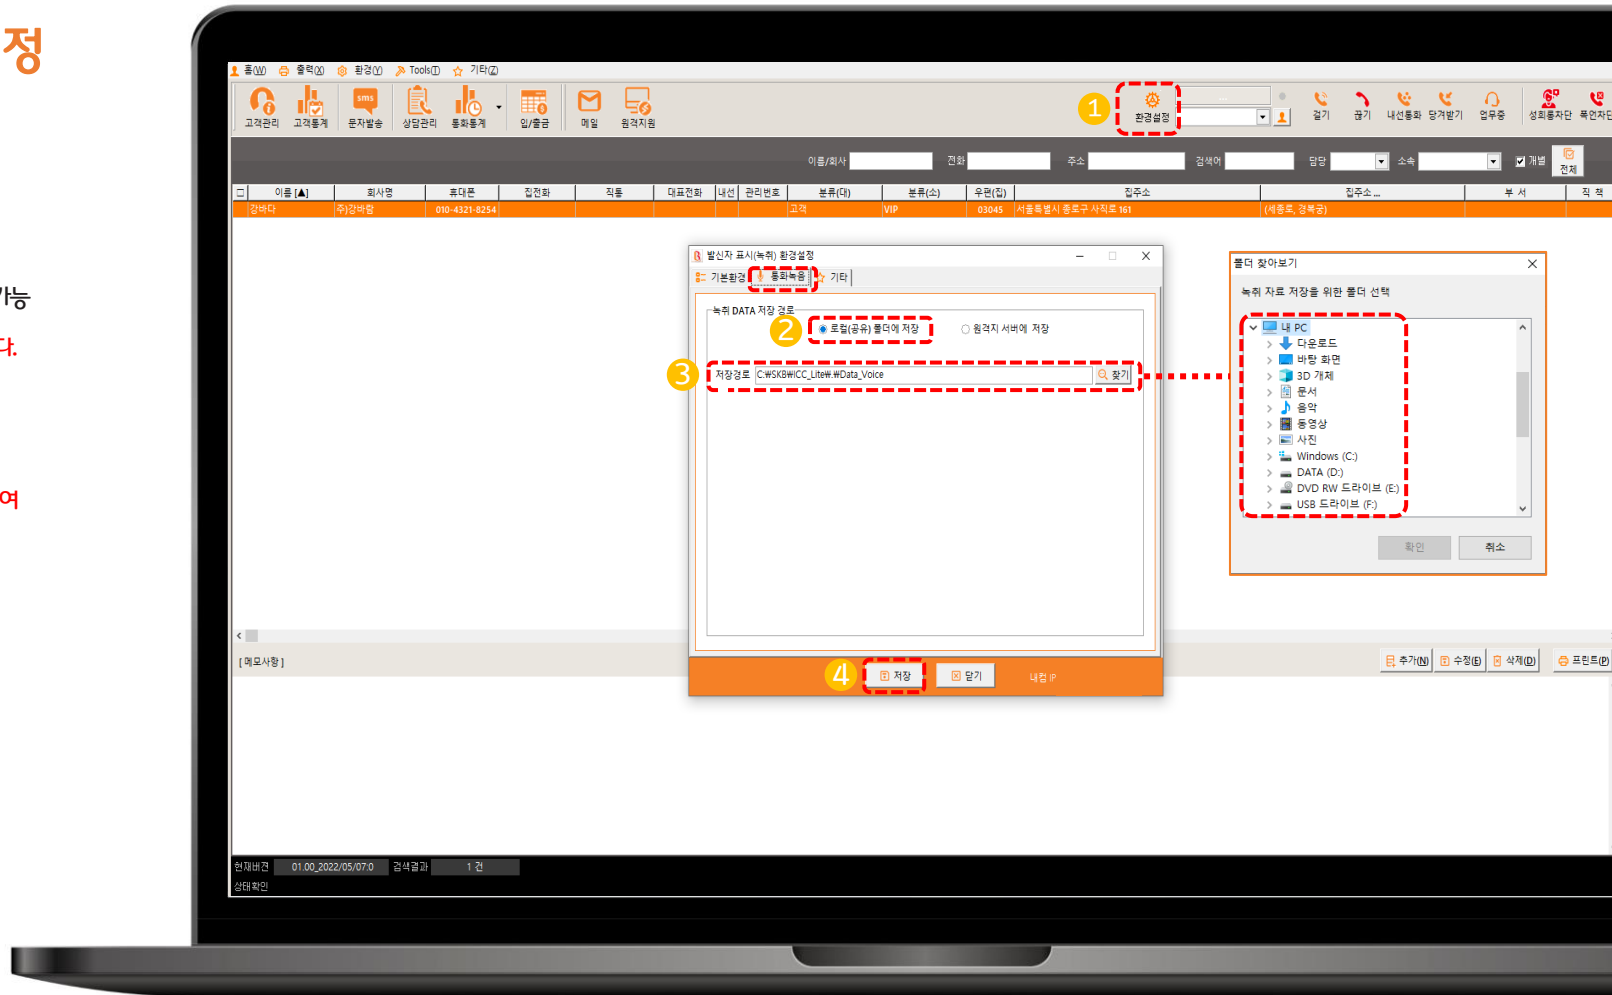 정
가능
다.
여
홈(W) 출력(X) 환경(Y) Tools(T) 기타(Z)
고객관리 고객통계 sms 문자발송 상담관리 통화통계 입/출금 메일 원격지원
1 환경설정 걸기 끊기 내선통화 당겨받기 업무중 성희롱차단 폭언차단
이름/회사 전화 주소 검색어 담당 소속 개별 전체
이름 [▲] 회사명 휴대폰 집전화 직통 대표전화 내선 관리번호 분류(대) 분류(소) 우편(집) 집주소 집주소 ... 부 서 직 책
강바다 주)강바람 010-4321-8254 고객 VIP 03045 서울특별시 종로구 사직로 161 (세종로, 경복궁)
발신자 표시(녹취) 환경설정
기본환경 통화녹음 기타
녹취 DATA 저장 경로
2 로컬(공유) 폴더에 저장 원격지 서버에 저장
3 저장경로 C:₩SKB₩ICC_Lite₩.₩Data_Voice 찾기
4 저장 닫기 내컴 IP
폴더 찾아보기
녹취 자료 저장을 위한 폴더 선택
내 PC
다운로드
바탕 화면
3D 개체
문서
음악
동영상
사진
Windows (C:)
DATA (D:)
DVD RW 드라이브 (E:)
USB 드라이브 (F:)
확인 취소
[ 메모사항 ] 추가(N) 수정(E) 삭제(D) 프린트(P)
현재버전 01.00_2022/05/07:0 검색결과 1 건
상태확인